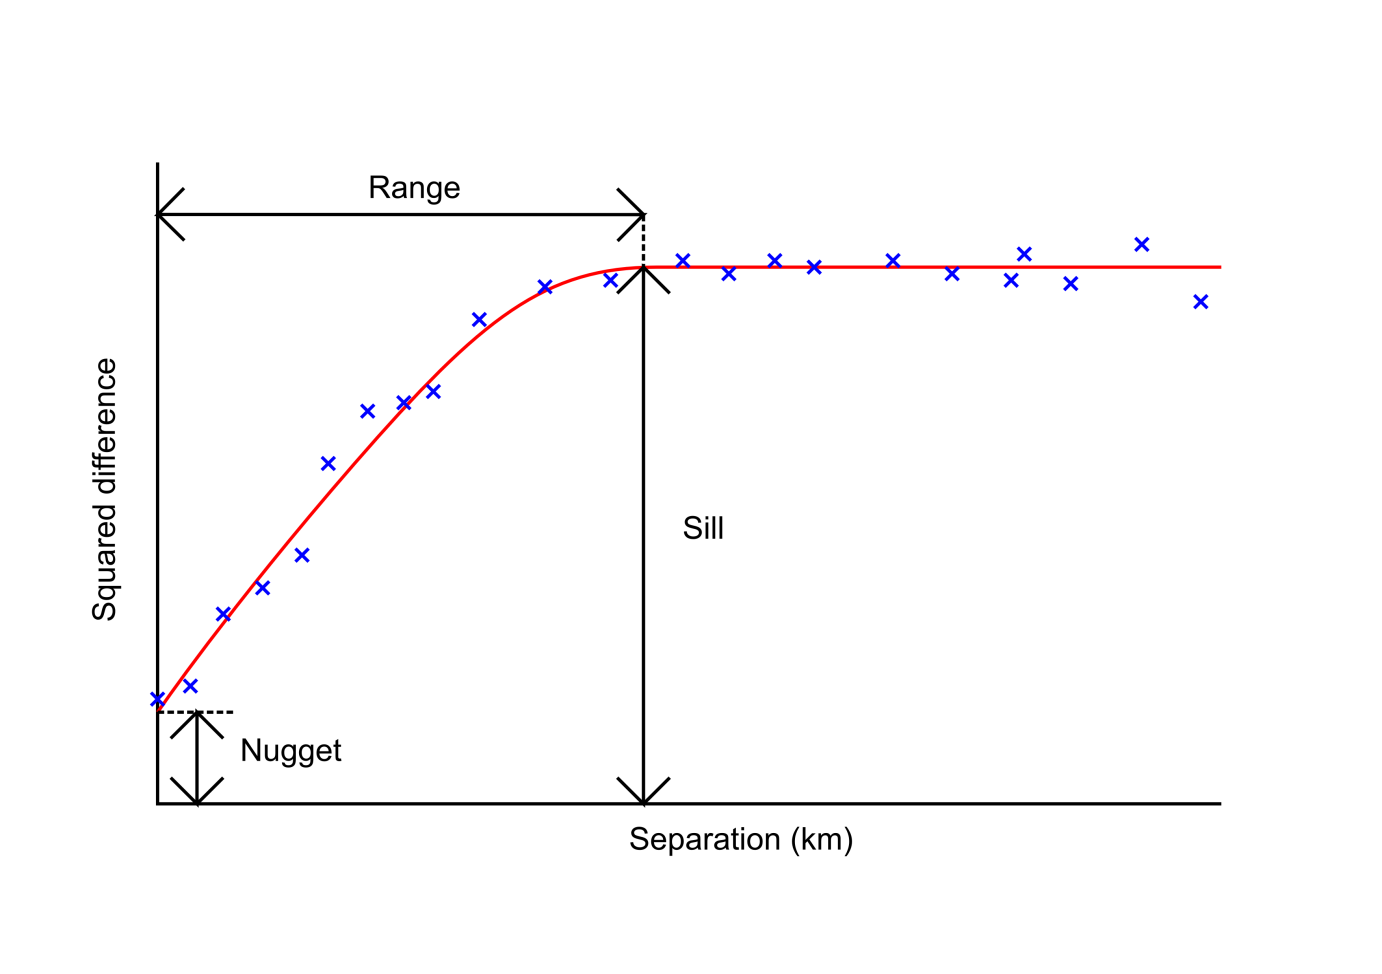 Range
Squared difference
Sill
Nugget
Separation (km)